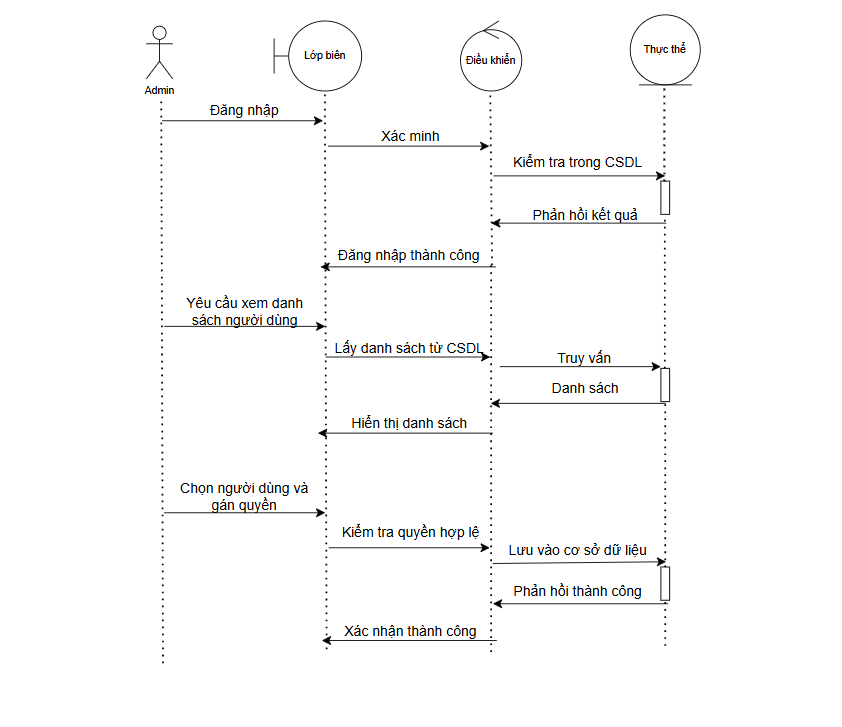 Admin
Lớp biên
Điều khiển
Thực thể
Đăng nhập
Xác minh
Kiểm tra trong CSDL
Phản hồi kết quả
Đăng nhập thành công
Yêu cầu xem danh
sách người dùng
Lấy danh sách từ CSDL
Truy vấn
Danh sách
Hiển thị danh sách
Chọn người dùng và
gán quyền
Kiểm tra quyền hợp lệ
Lưu vào cơ sở dữ liệu
Phản hồi thành công
Xác nhận thành công